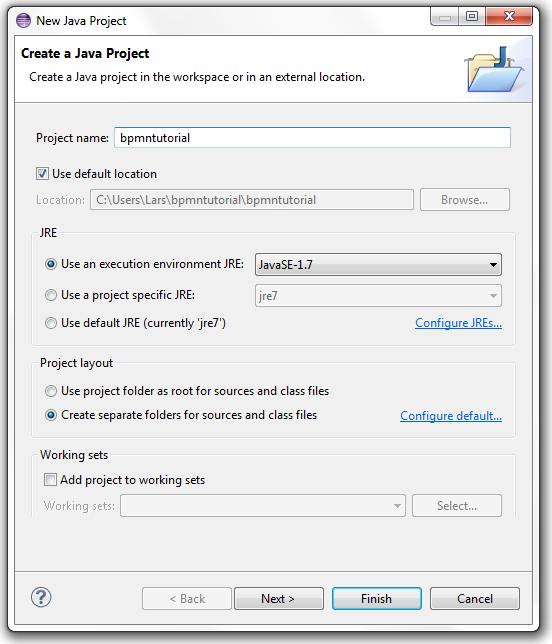 New Java Project
Create a Java Project
Create a Java project in the workspace or in an external location.
Project name: bpmntutorial
Use default location
Location: C:\Users\Lars\bpmntutorial\bpmntutorial Browse...
JRE
Use an execution environment JRE: JavaSE-1.7
Use a project specific JRE: jre7
Use default JRE (currently 'jre7') Configure JREs...
Project layout
Use project folder as root for sources and class files
Create separate folders for sources and class files Configure default...
Working sets
Add project to working sets
Working sets: Select...
? < Back Next > Finish Cancel